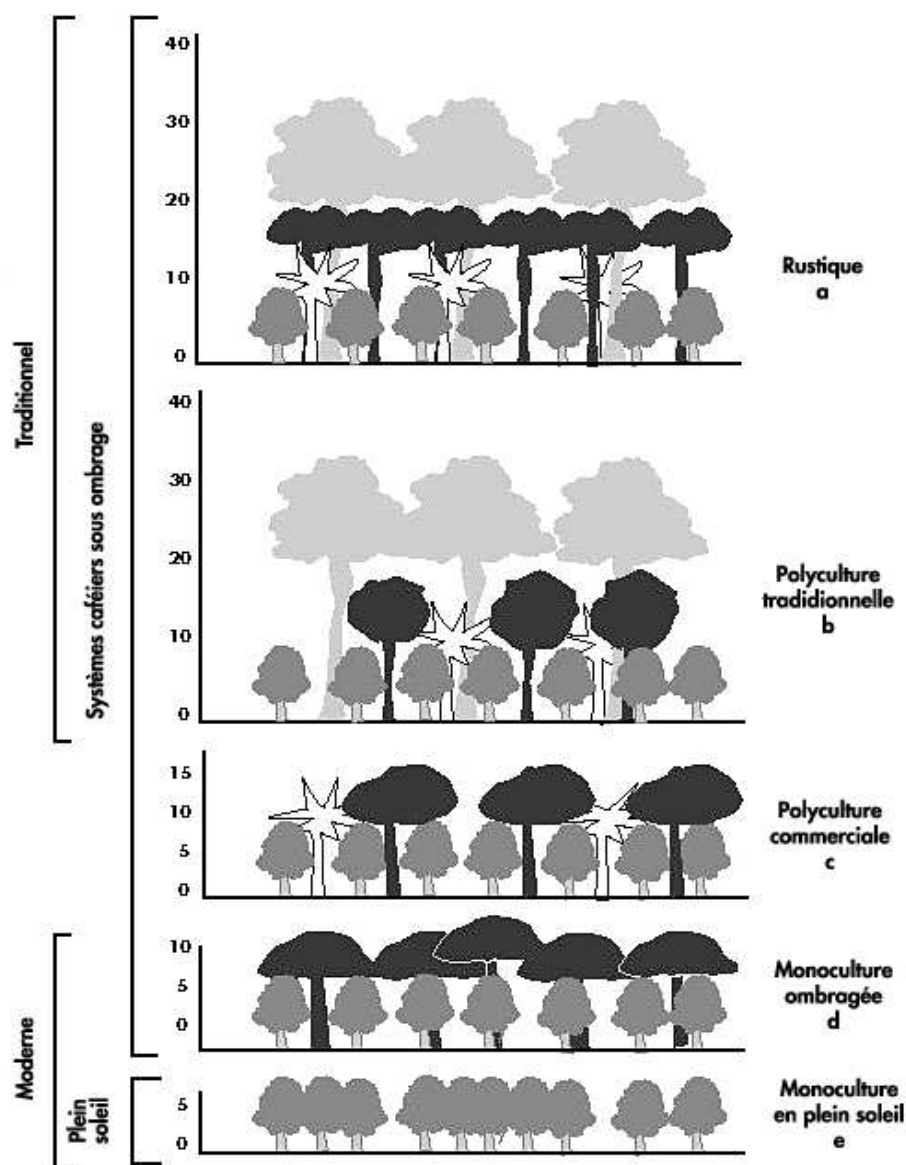 40
30
20
10
0
Rustique
a
Traditionnel
Systèmes caféiers sous ombrage
40
30
20
10
0
Polyculture
tradidionnelle
b
15
10
5
0
Polyculture
commerciale
c
Moderne
10
5
0
Monoculture
ombragée
d
Plein
soleil
5
0
Monoculture
en plein soleil
e